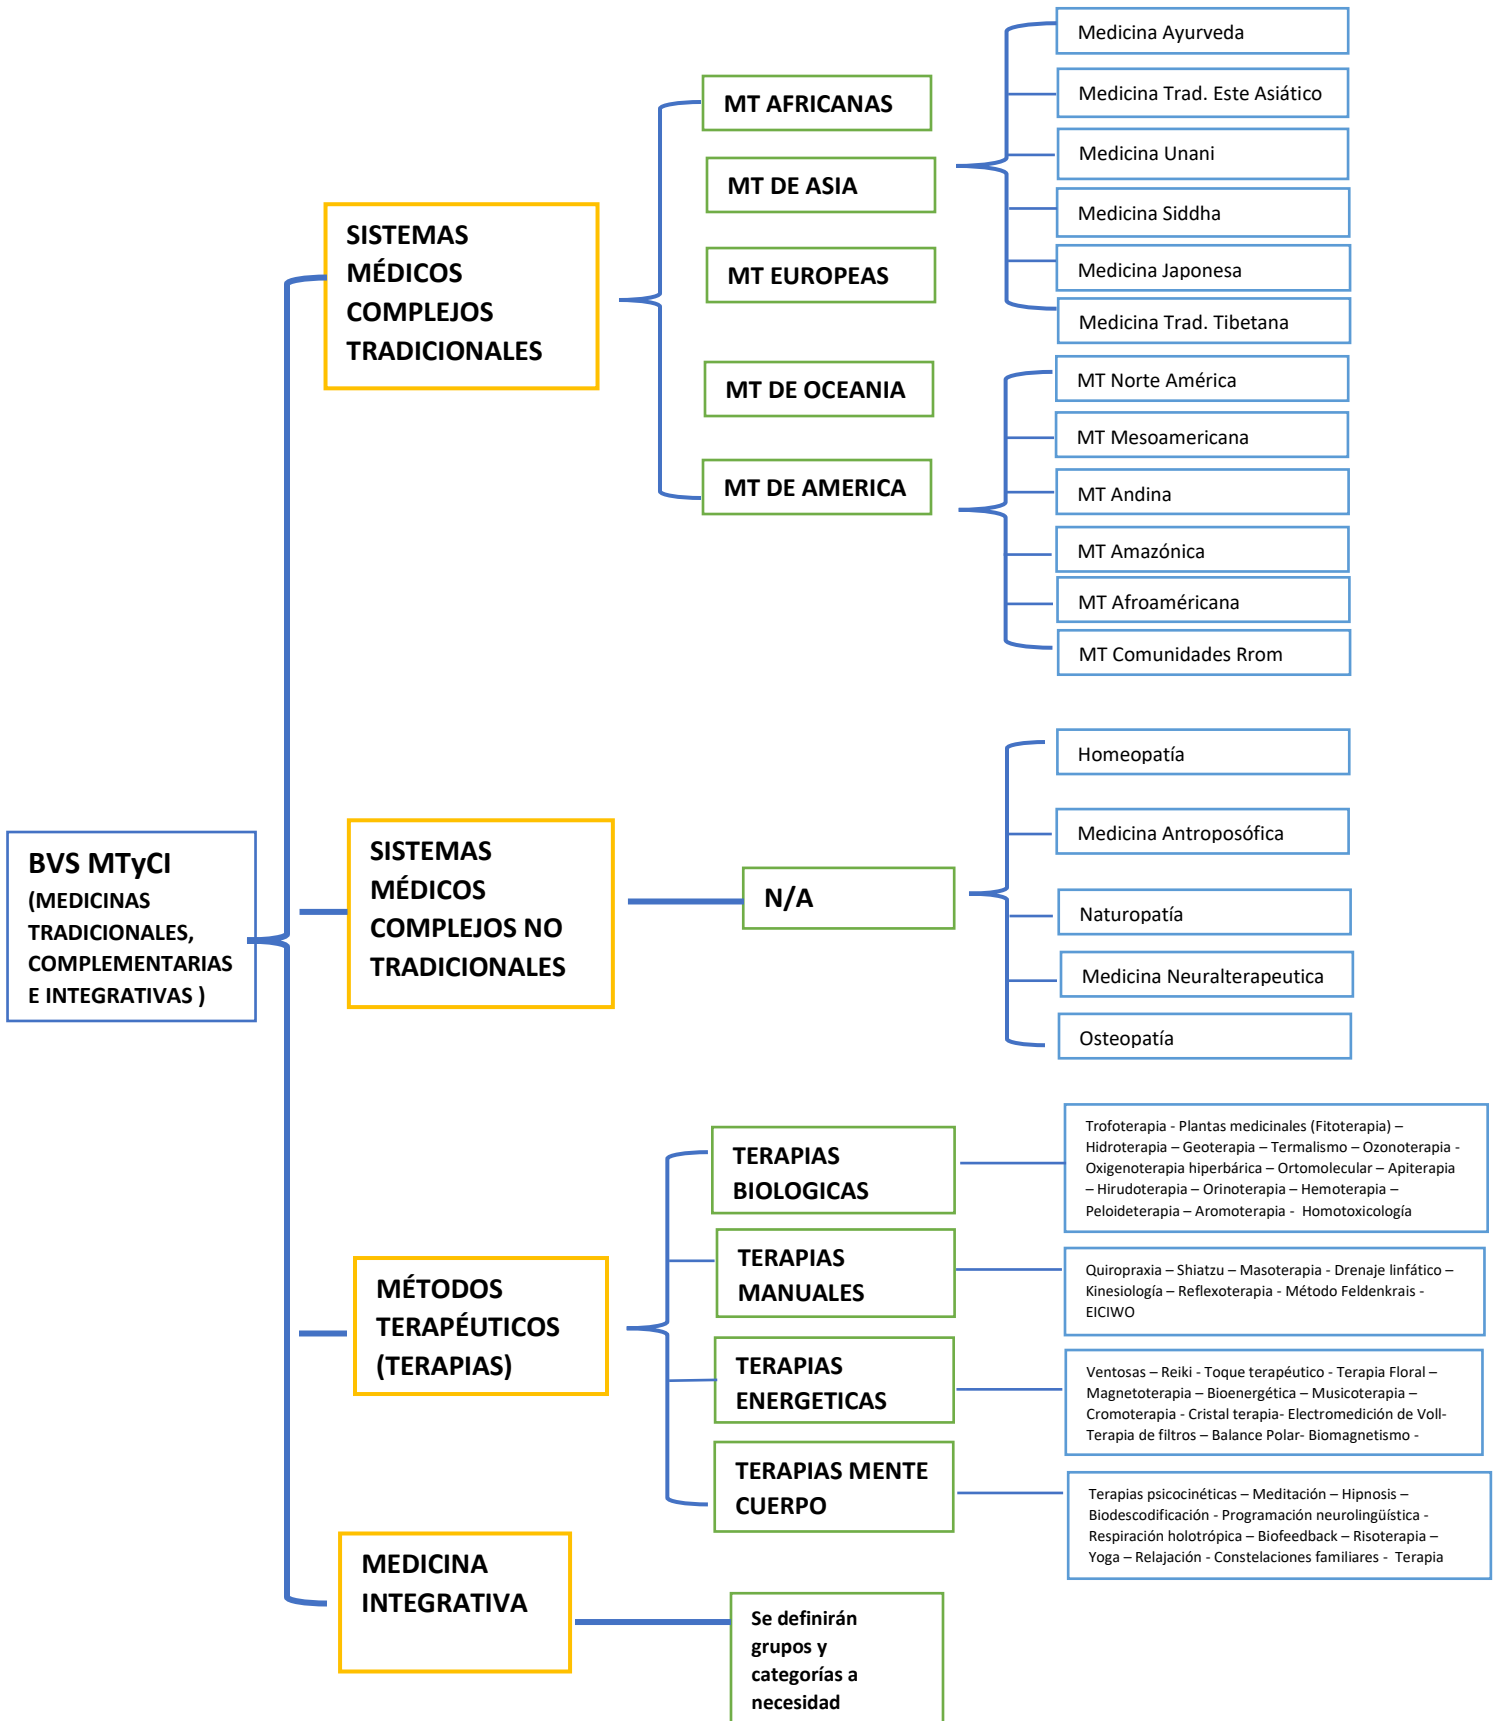 BVS MTyCI
(MEDICINAS
TRADICIONALES,
COMPLEMENTARIAS
E INTEGRATIVAS )
SISTEMAS
MÉDICOS
COMPLEJOS
TRADICIONALES
MT AFRICANAS
MT DE ASIA
Medicina Ayurveda
Medicina Trad. Este Asiático
Medicina Unani
Medicina Siddha
Medicina Japonesa
Medicina Trad. Tibetana
MT EUROPEAS
MT DE OCEANIA
MT DE AMERICA
MT Norte América
MT Mesoamericana
MT Andina
MT Amazónica
MT Afroaméricana
MT Comunidades Rrom
SISTEMAS
MÉDICOS
COMPLEJOS NO
TRADICIONALES
N/A
Homeopatía
Medicina Antroposófica
Naturopatía
Medicina Neuralterapeutica
Osteopatía
MÉTODOS
TERAPÉUTICOS
(TERAPIAS)
TERAPIAS
BIOLOGICAS
Trofoterapia - Plantas medicinales (Fitoterapia) –
Hidroterapia – Geoterapia – Termalismo – Ozonoterapia -
Oxigenoterapia hiperbárica – Ortomolecular – Apiterapia
– Hirudoterapia – Orinoterapia – Hemoterapia –
Peloideterapia – Aromoterapia - Homotoxicología
TERAPIAS
MANUALES
Quiropraxia – Shiatzu – Masoterapia - Drenaje linfático –
Kinesiología – Reflexoterapia - Método Feldenkrais -
EICIWO
TERAPIAS
ENERGETICAS
Ventosas – Reiki - Toque terapéutico - Terapia Floral –
Magnetoterapia – Bioenergética – Musicoterapia –
Cromoterapia - Cristal terapia- Electromedición de Voll-
Terapia de filtros – Balance Polar- Biomagnetismo -
TERAPIAS MENTE
CUERPO
Terapias psicocinéticas – Meditación – Hipnosis –
Biodescodificación - Programación neurolingüística -
Respiración holotrópica – Biofeedback – Risoterapia –
Yoga – Relajación - Constelaciones familiares - Terapia
MEDICINA
INTEGRATIVA
Se definirán
grupos y
categorías a
necesidad